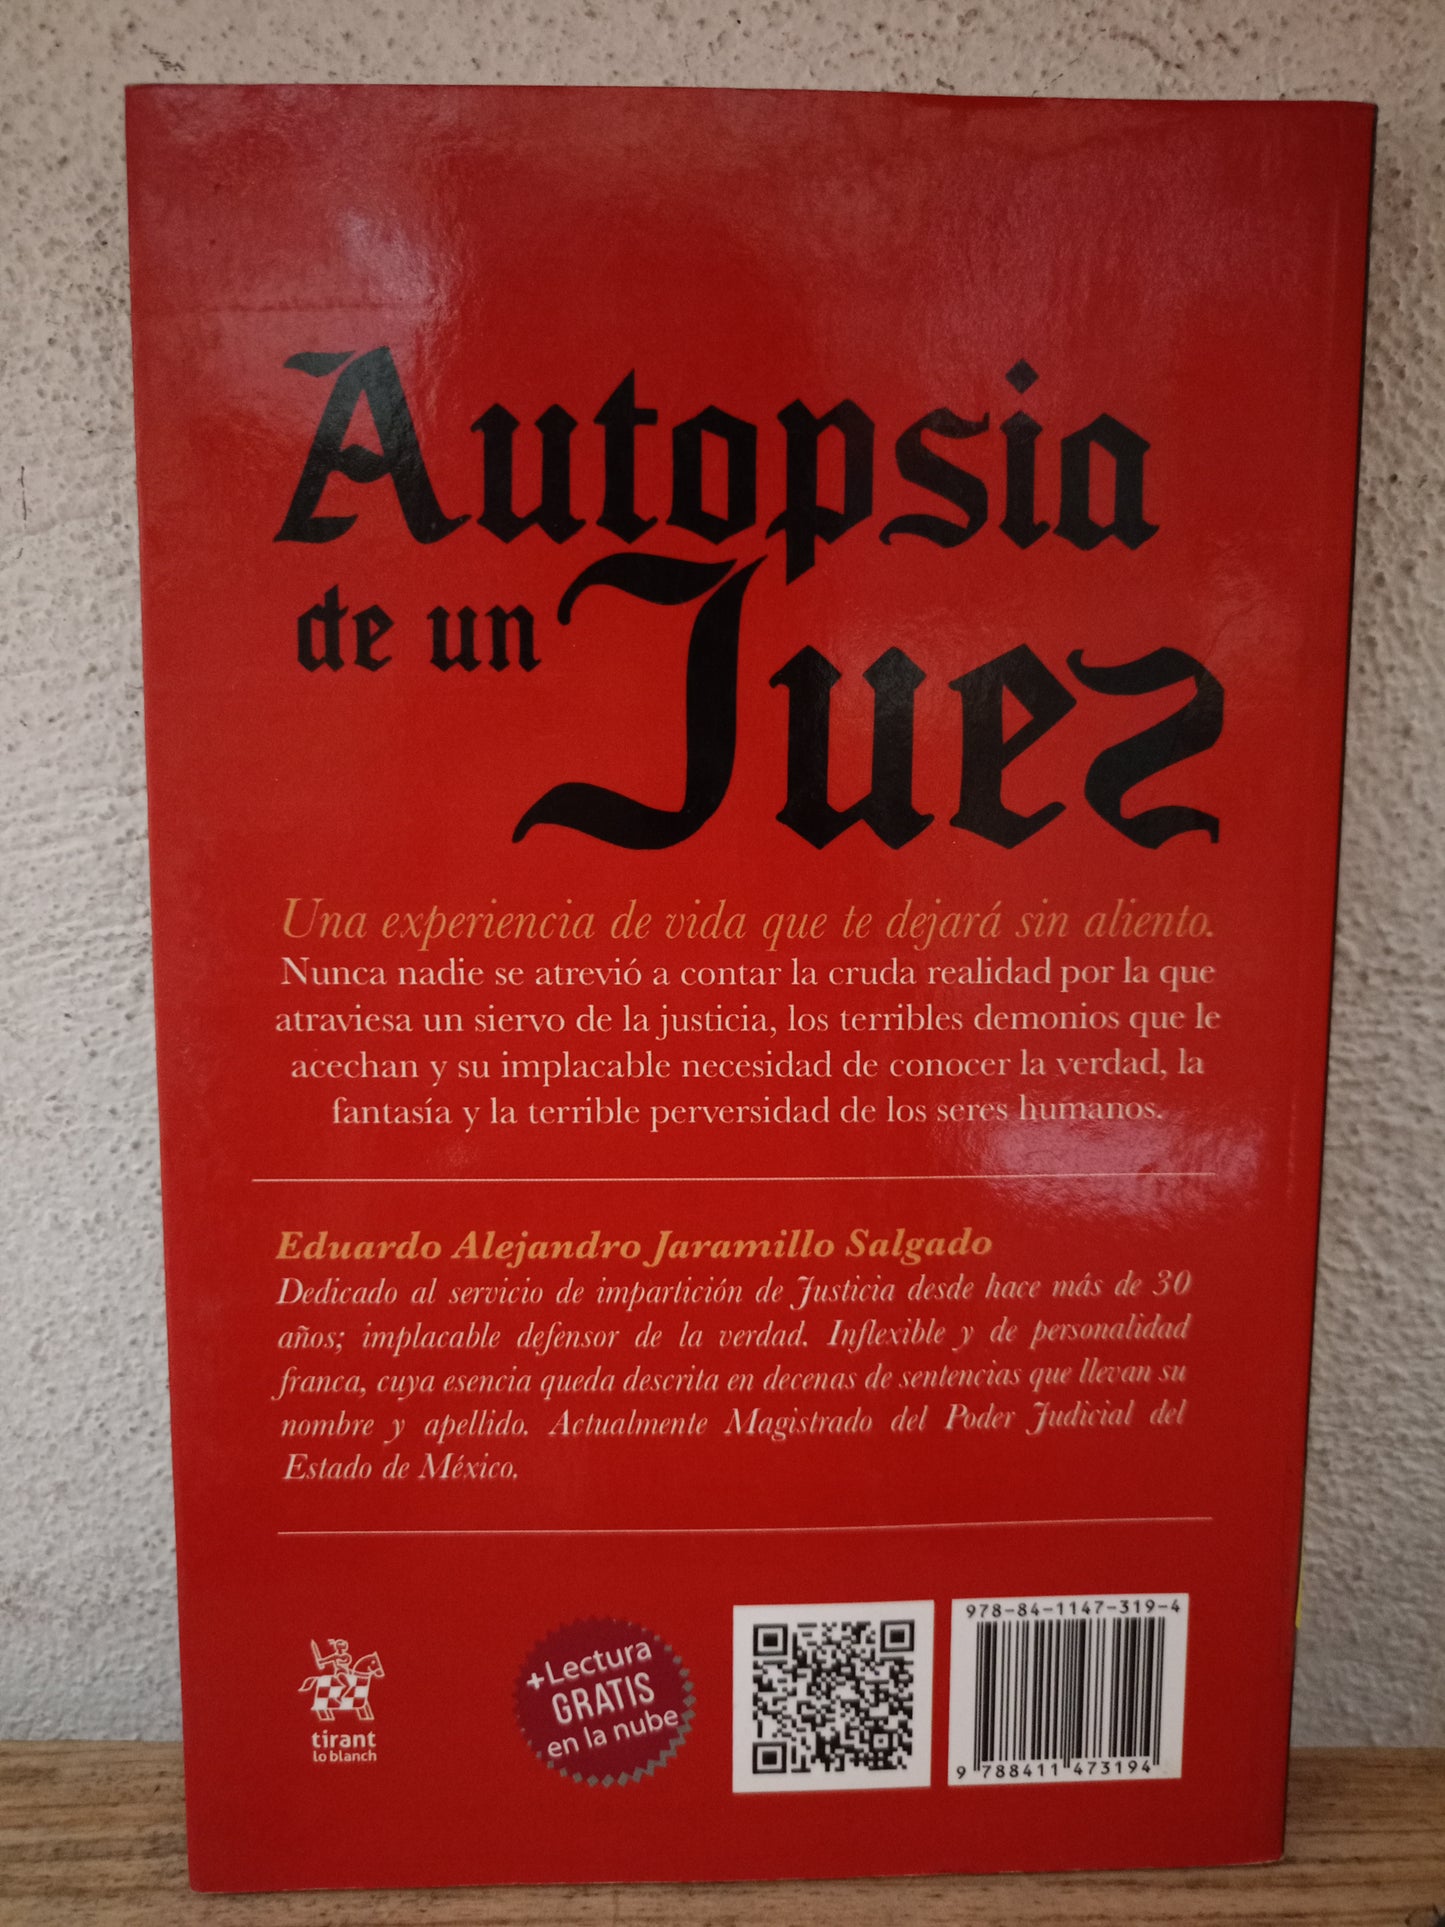 Autopsia
de un Juez
Una experiencia de vida que te dejará sin aliento.
Nunca nadie se atrevió a contar la cruda realidad por la que
atraviesa un siervo de la justicia, los terribles demonios que le
acechan y su implacable necesidad de conocer la verdad, la
fantasía y la terrible perversidad de los seres humanos.
Eduardo Alejandro Jaramillo Salgado
Dedicado al servicio de impartición de Justicia desde hace más de 30
años; implacable defensor de la verdad. Inflexible y de personalidad
franca, cuya esencia queda descrita en decenas de sentencias que llevan su
nombre y apellido. Actualmente Magistrado del Poder Judicial del
Estado de México.
tirant
lo blanch
+Lectura
GRATIS
en la nube
978-84-1147-319-4
9 788411 473194